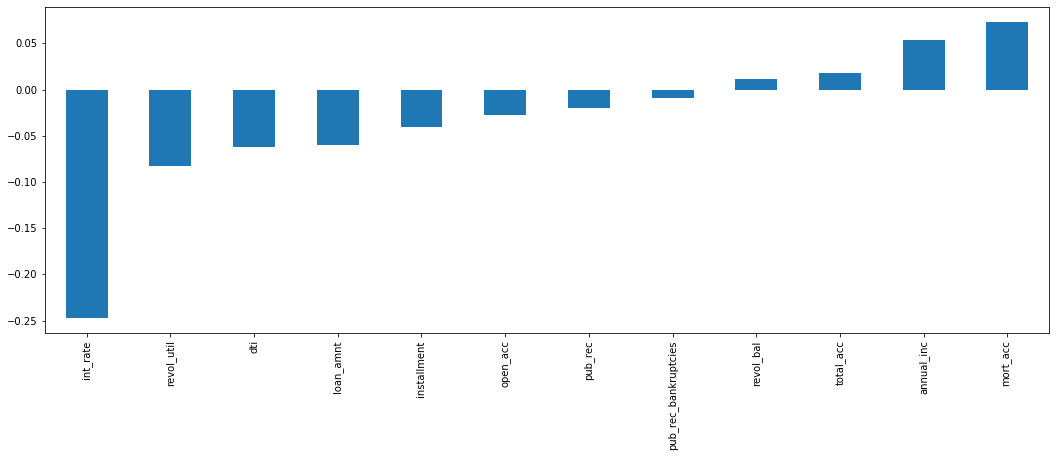 0.05
0.00
−0.05
−0.10
−0.15
−0.20
−0.25
int_rate
revol_util
dti
loan_amnt
installment
open_acc
pub_rec
pub_rec_bankruptcies
revol_bal
total_acc
annual_inc
mort_acc